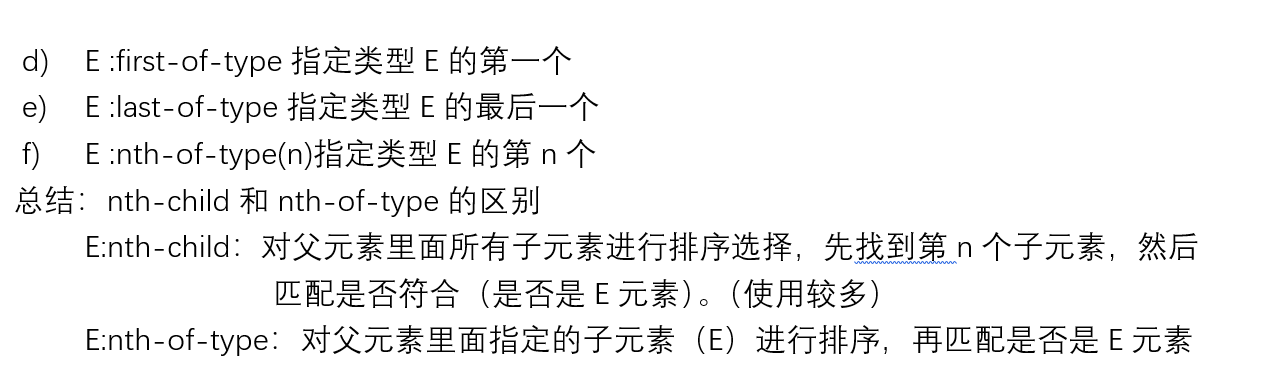 d) E :first-of-type 指定类型 E 的第一个
e) E :last-of-type 指定类型 E 的最后一个
f) E :nth-of-type(n)指定类型 E 的第 n 个
总结：nth-child 和 nth-of-type 的区别
E:nth-child：对父元素里面所有子元素进行排序选择，先找到第 n 个子元素，然后
匹配是否符合（是否是 E 元素）。（使用较多）
E:nth-of-type：对父元素里面指定的子元素（E）进行排序，再匹配是否是 E 元素